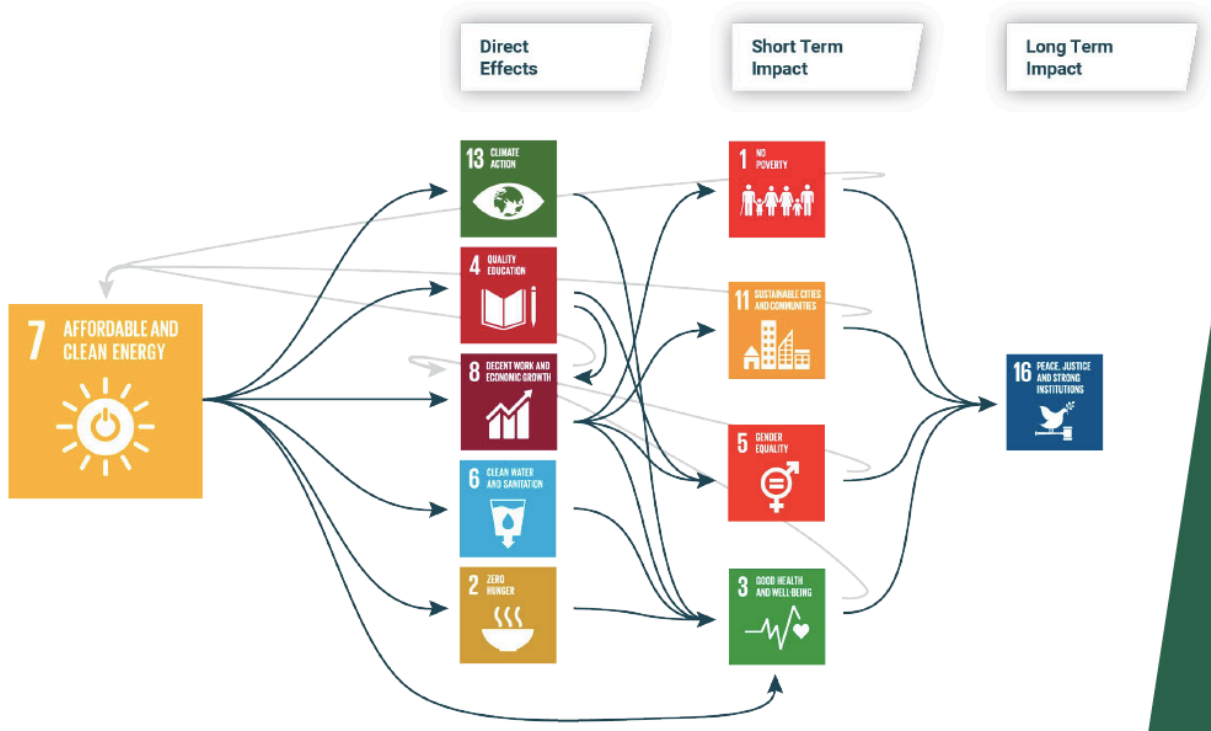 Direct
Effects
Short Term
Impact
Long Term
Impact
13 CLIMATE
ACTION
1 NO
POVERTY
4 QUALITY
EDUCATION
11 SUSTAINABLE CITIES
AND COMMUNITIES
7 AFFORDABLE AND
CLEAN ENERGY
8 DECENT WORK AND
ECONOMIC GROWTH
16 PEACE, JUSTICE
AND STRONG
INSTITUTIONS
5 GENDER
EQUALITY
6 CLEAN WATER
AND SANITATION
2 ZERO
HUNGER
3 GOOD HEALTH
AND WELL-BEING